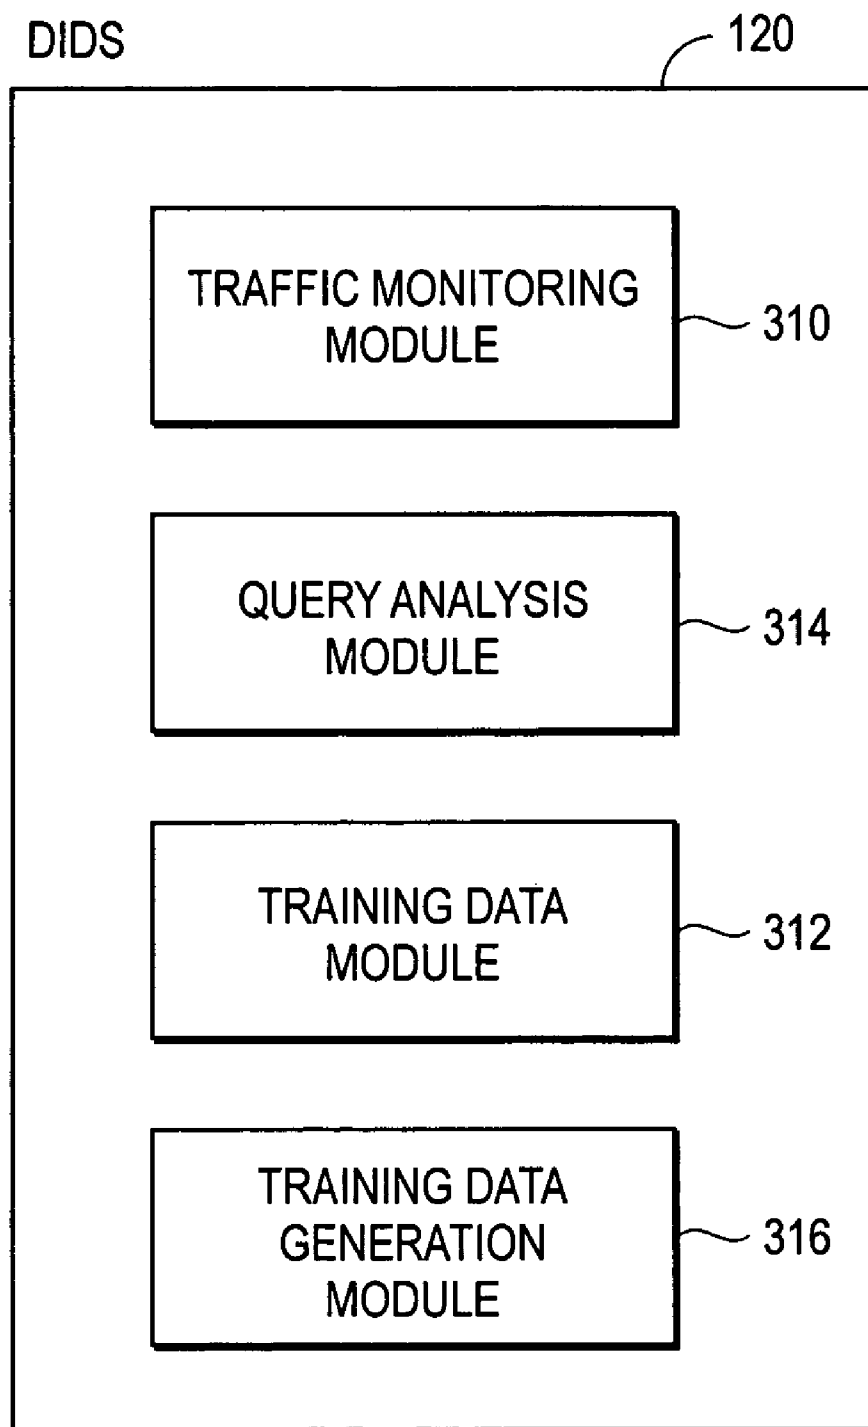 DIDS
120
TRAFFIC MONITORING
MODULE
310
QUERY ANALYSIS
MODULE
314
TRAINING DATA
MODULE
312
TRAINING DATA
GENERATION
MODULE
316